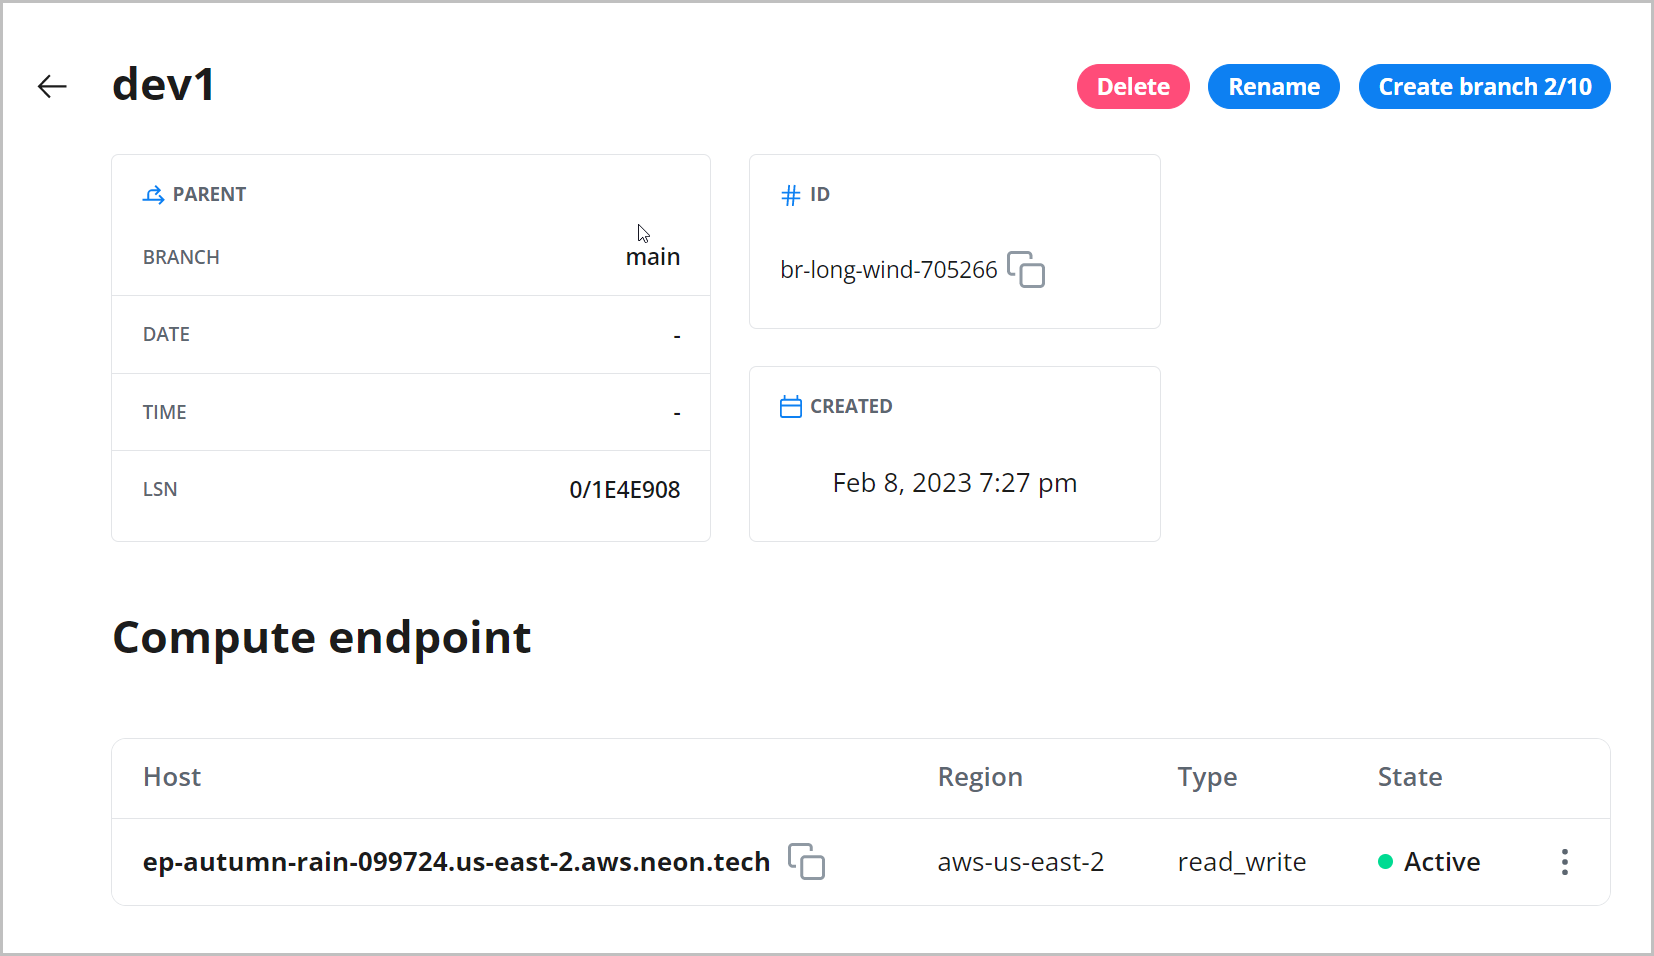 dev1
Delete
Rename
Create branch 2/10
PARENT
BRANCH main
DATE -
TIME -
LSN 0/1E4E908
ID
br-long-wind-705266
CREATED
Feb 8, 2023 7:27 pm
Compute endpoint
Host Region Type State
ep-autumn-rain-099724.us-east-2.aws.neon.tech aws-us-east-2 read_write Active